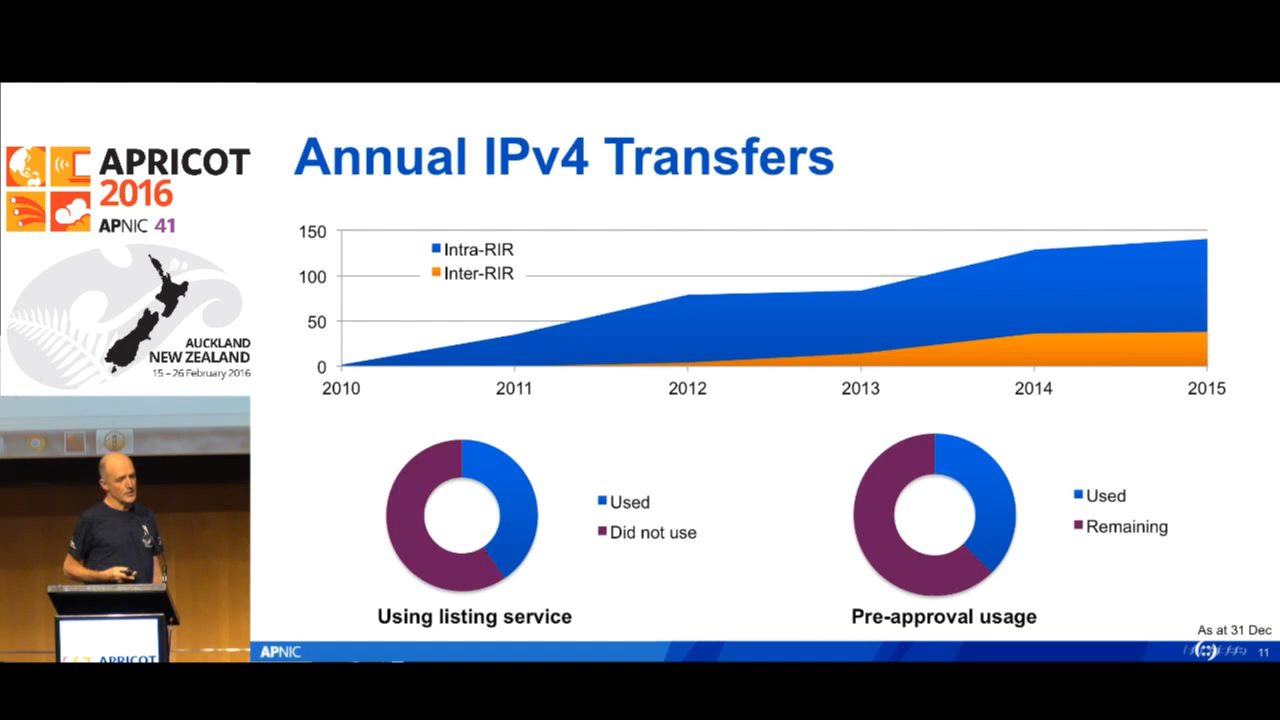 APRICOT
2016
APNIC 41
AUCKLAND
NEW ZEALAND
15 – 26 February 2016
Annual IPv4 Transfers
150
100
50
0
Intra-RIR
Inter-RIR
2010 2011 2012 2013 2014 2015
Used
Did not use
Using listing service
Used
Remaining
Pre-approval usage
As at 31 Dec
APNIC
11
APRICOT